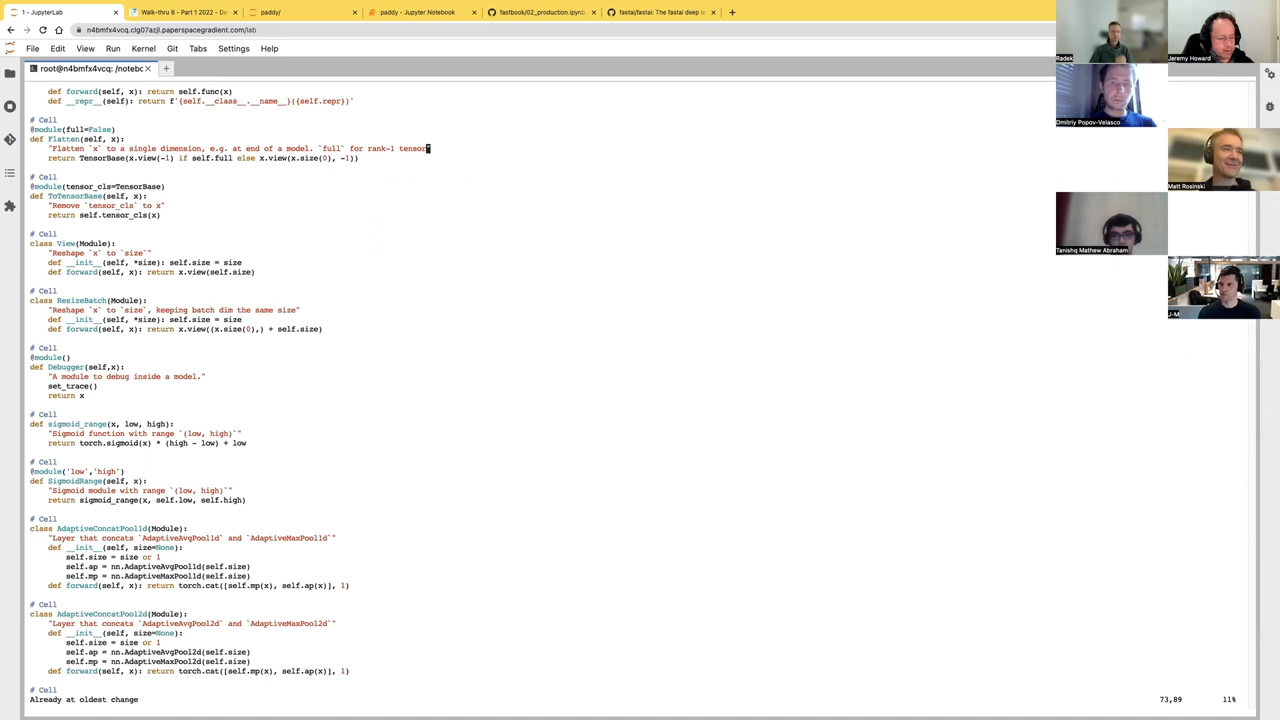 1 - JupyterLab
Walk-thru 8 - Part 1 2022 - De
paddy/
paddy - Jupyter Notebook
fastbook/02_production.ipynb
fastai/fastai: The fastai deep le
n4bmfx4vcq.clg07azjl.paperspacegradient.com/lab
File Edit View Run Kernel Git Tabs Settings Help
root@n4bmfx4vcq: /notebc
def forward(self, x): return self.func(x)
def __repr__(self): return f'{self.__class__.__name__}({self.repr})'
# Cell
@module(full=False)
def Flatten(self, x):
"Flatten `x` to a single dimension, e.g. at end of a model. `full` for rank-1 tensor"
return TensorBase(x.view(-1) if self.full else x.view(x.size(0), -1))
# Cell
@module(tensor_cls=TensorBase)
def ToTensorBase(self, x):
"Remove `tensor_cls` to x"
return self.tensor_cls(x)
# Cell
class View(Module):
"Reshape `x` to `size`"
def __init__(self, *size): self.size = size
def forward(self, x): return x.view(self.size)
# Cell
class ResizeBatch(Module):
"Reshape `x` to `size`, keeping batch dim the same size"
def __init__(self, *size): self.size = size
def forward(self, x): return x.view((x.size(0),) + self.size)
# Cell
@module()
def Debugger(self,x):
"A module to debug inside a model."
set_trace()
return x
# Cell
def sigmoid_range(x, low, high):
"Sigmoid function with range `(low, high)`"
return torch.sigmoid(x) * (high - low) + low
# Cell
@module('low','high')
def SigmoidRange(self, x):
"Sigmoid module with range `(low, high)`"
return sigmoid_range(x, self.low, self.high)
# Cell
class AdaptiveConcatPool1d(Module):
"Layer that concats `AdaptiveAvgPool1d` and `AdaptiveMaxPool1d`"
def __init__(self, size=None):
self.size = size or 1
self.ap = nn.AdaptiveAvgPool1d(self.size)
self.mp = nn.AdaptiveMaxPool1d(self.size)
def forward(self, x): return torch.cat([self.mp(x), self.ap(x)], 1)
# Cell
class AdaptiveConcatPool2d(Module):
"Layer that concats `AdaptiveAvgPool2d` and `AdaptiveMaxPool2d`"
def __init__(self, size=None):
self.size = size or 1
self.ap = nn.AdaptiveAvgPool2d(self.size)
self.mp = nn.AdaptiveMaxPool2d(self.size)
def forward(self, x): return torch.cat([self.mp(x), self.ap(x)], 1)
# Cell
Already at oldest change
73,89 11%
Radek
Jeremy Howard
Dmitriy Popov-Velasco
Matt Rosinski
Tanishq Mathew Abraham
J-M